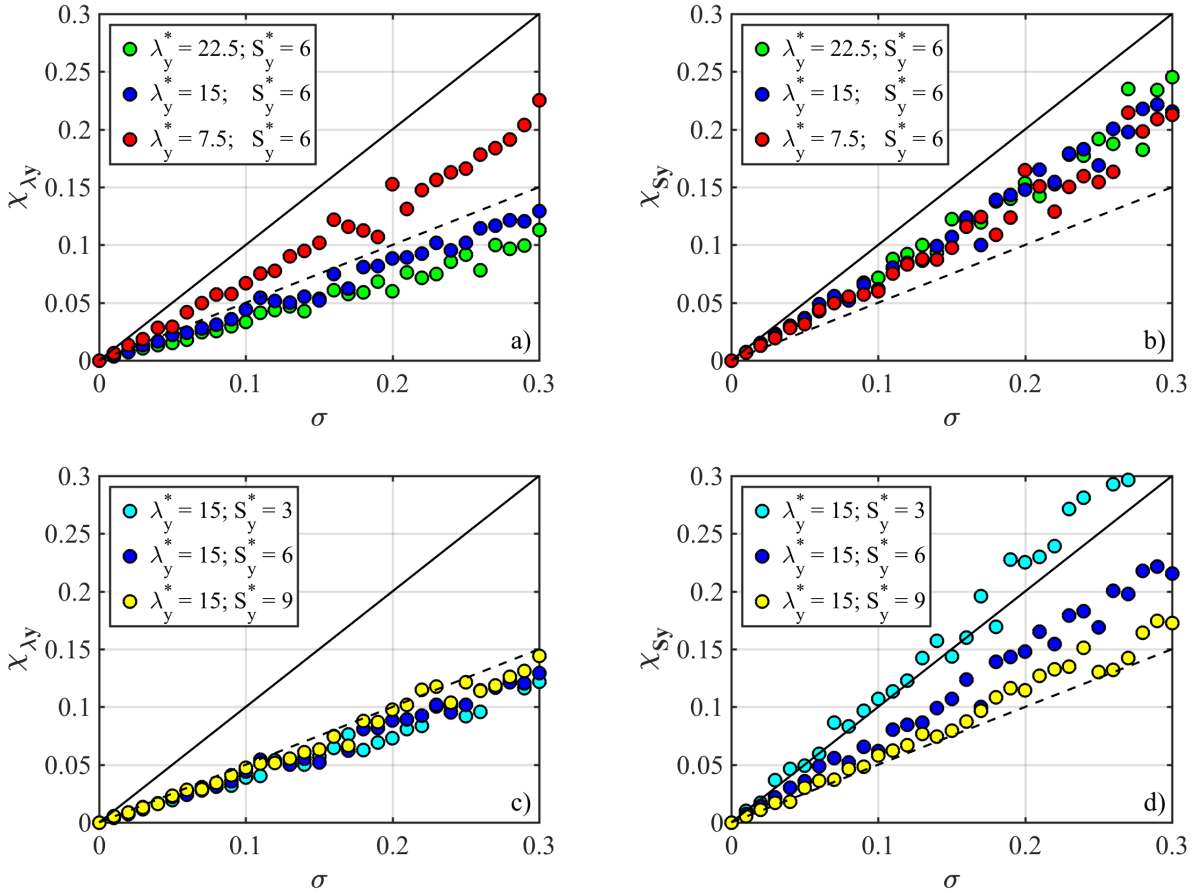 0.3
0.25
0.2
0.15
0.1
0.05
0
χλy
λ*y = 22.5; S*y = 6
λ*y = 15; S*y = 6
λ*y = 7.5; S*y = 6
a)
0 0.1 0.2 0.3
σ
0.3
0.25
0.2
0.15
0.1
0.05
0
χSy
λ*y = 22.5; S*y = 6
λ*y = 15; S*y = 6
λ*y = 7.5; S*y = 6
b)
0 0.1 0.2 0.3
σ
0.3
0.25
0.2
0.15
0.1
0.05
0
χλy
λ*y = 15; S*y = 3
λ*y = 15; S*y = 6
λ*y = 15; S*y = 9
c)
0 0.1 0.2 0.3
σ
0.3
0.25
0.2
0.15
0.1
0.05
0
χSy
λ*y = 15; S*y = 3
λ*y = 15; S*y = 6
λ*y = 15; S*y = 9
d)
0 0.1 0.2 0.3
σ